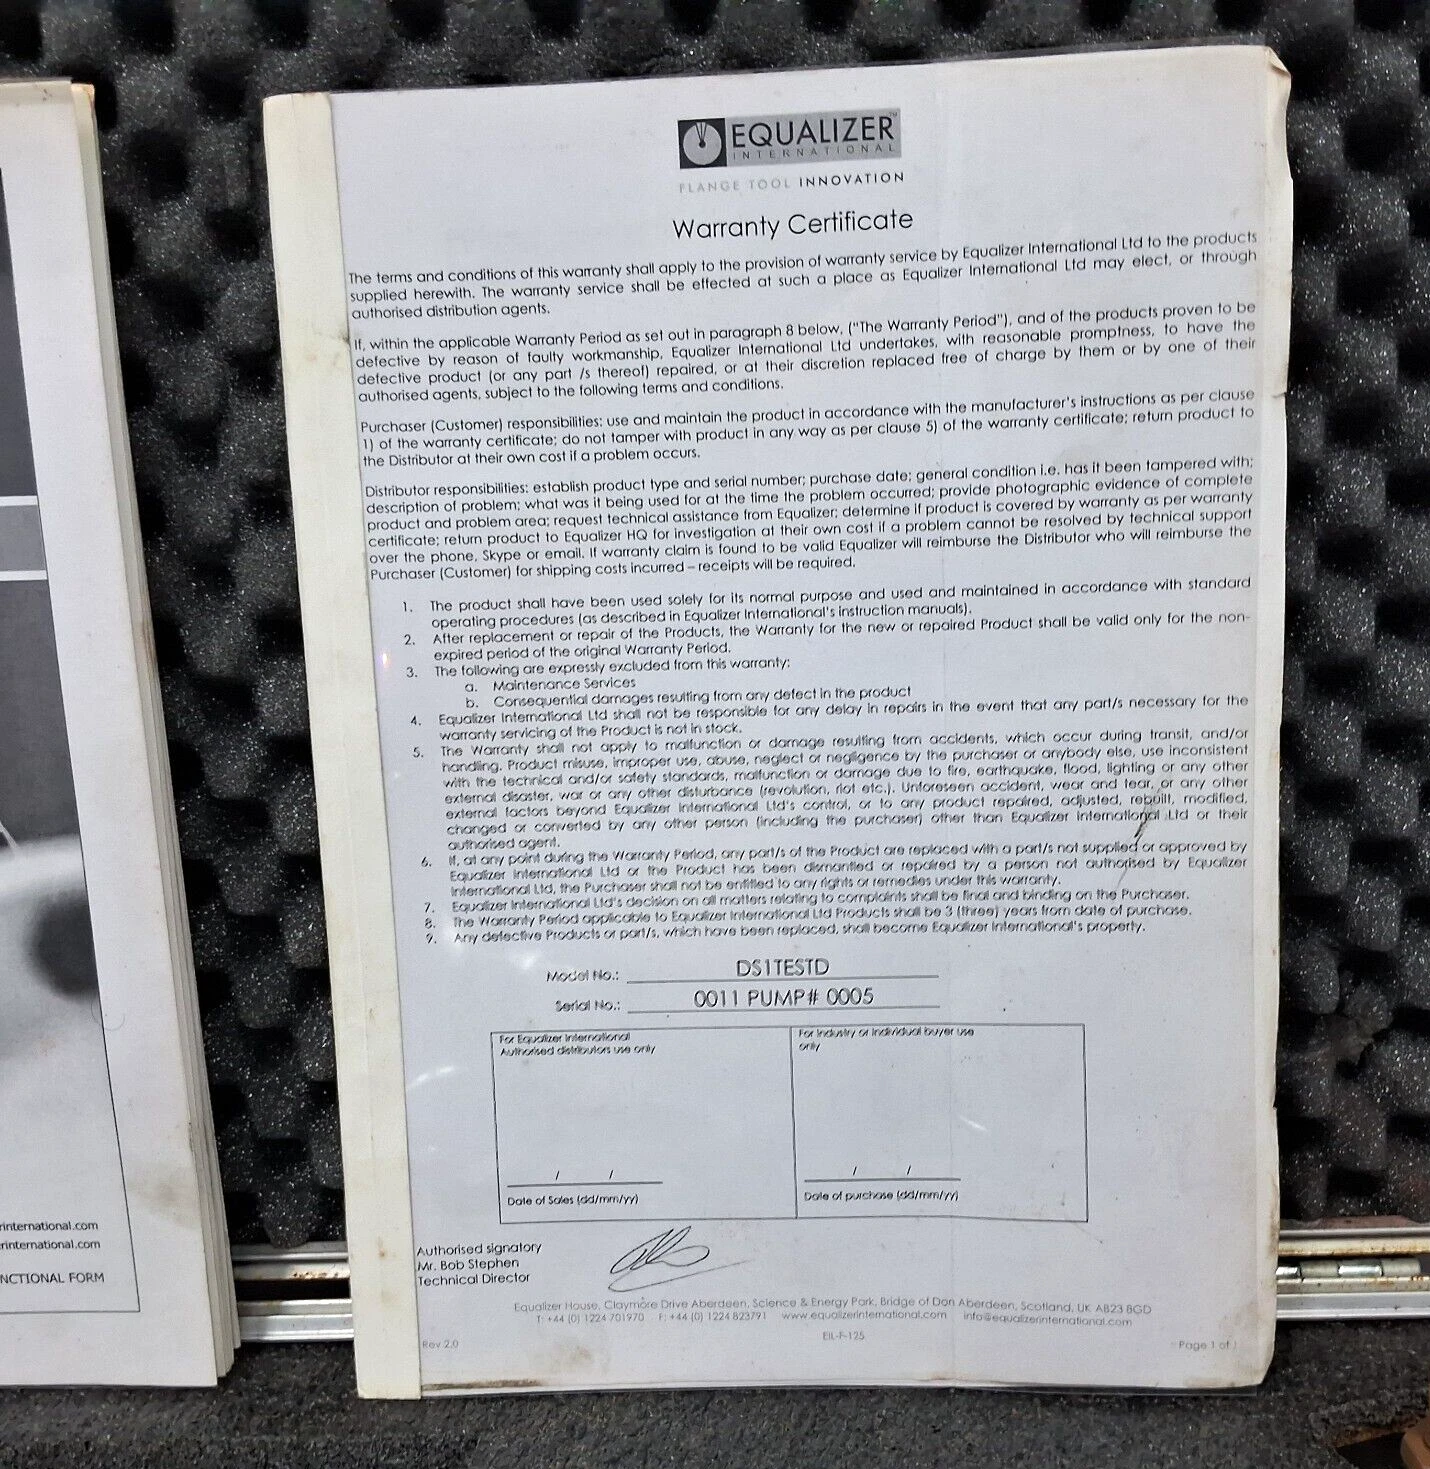 EQUALIZER
INTERNATIONAL
FLANGE TOOL INNOVATION
Warranty Certificate
The terms and conditions of this warranty shall apply to the provision of warranty service by Equalizer International Ltd to the products
supplied herewith. The warranty service shall be effected at such a place as Equalizer International Ltd may elect, or through
authorised distribution agents.
If, within the applicable Warranty Period as set out in paragraph 8 below, ("The Warranty Period"), and of the products proven to be
defective by reason of faulty workmanship, Equalizer International Ltd undertakes, with reasonable promptness, to have the
defective product (or any part /s thereof) repaired, or at their discretion replaced free of charge by them or by one of their
authorised agents, subject to the following terms and conditions.
Purchaser (Customer) responsibilities: use and maintain the product in accordance with the manufacturer's instructions as per clause
1) of the warranty certificate; do not tamper with product in any way as per clause 5) of the warranty certificate; return product to
the Distributor at their own cost if a problem occurs.
Distributor responsibilities: establish product type and serial number; purchase date; general condition i.e. has it been tampered with;
description of problem; what was it being used for at the time the problem occurred; provide photographic evidence of complete
product and problem area; request technical assistance from Equalizer; determine if product is covered by warranty as per warranty
certificate; return product to Equalizer HQ for investigation at their own cost if a problem cannot be resolved by technical support
over the phone, Skype or email. If warranty claim is found to be valid Equalizer will reimburse the Distributor who will reimburse the
Purchaser (Customer) for shipping costs incurred – receipts will be required.
1. The product shall have been used solely for its normal purpose and used and maintained in accordance with standard
operating procedures (as described in Equalizer International's instruction manuals).
2. After replacement or repair of the Products, the Warranty for the new or repaired Product shall be valid only for the non-
expired period of the original Warranty Period.
3. The following are expressly excluded from this warranty:
a. Maintenance Services
b. Consequential damages resulting from any defect in the product
4. Equalizer International Ltd shall not be responsible for any delay in repairs in the event that any part/s necessary for the
warranty servicing of the Product is not in stock.
5. The Warranty shall not apply to malfunction or damage resulting from accidents, which occur during transit, and/or
handling. Product misuse, improper use, abuse, neglect or negligence by the purchaser or anybody else, use inconsistent
with the technical and/or safety standards, malfunction or damage due to fire, earthquake, flood, lighting or any other
external disaster, war or any other disturbance (revolution, riot etc.). Unforeseen accident, wear and tear, or any other
external factors beyond Equalizer International Ltd's control, or to any product repaired, adjusted, rebuilt, modified,
changed or converted by any other person (including the purchaser) other than Equalizer International Ltd or their
authorised agent.
6. If, at any point during the Warranty Period, any part/s of the Product are replaced with a part/s not supplied or approved by
Equalizer International Ltd or the Product has been dismantled or repaired by a person not authorised by Equalizer
International Ltd, the Purchaser shall not be entitled to any rights or remedies under this warranty.
7. Equalizer International Ltd's decision on all matters relating to complaints shall be final and binding on the Purchaser.
8. The Warranty Period applicable to Equalizer International Ltd Products shall be 3 (three) years from date of purchase.
9. Any defective Products or part/s, which have been replaced, shall become Equalizer International's property.
Model No.: DS1TESTD
Serial No.: 0011 PUMP# 0005
For Equalizer International
Authorised distributors use only
/ /
Date of Sales (dd/mm/yy)
For Industry or Individual buyer use
only
/ /
Date of purchase (dd/mm/yy)
Authorised signatory
Mr. Bob Stephen
Technical Director
Equalizer House, Claymore Drive Aberdeen, Science & Energy Park, Bridge of Don Aberdeen, Scotland, UK AB23 8GD
T: +44 (0) 1224 701970 F: +44 (0) 1224 823791 www.equalizerinternational.com info@equalizerinternational.com
EIL-F-125
Rev 2.0
Page 1 of 1
rinternational.com
rinternational.com
NCTIONAL FORM